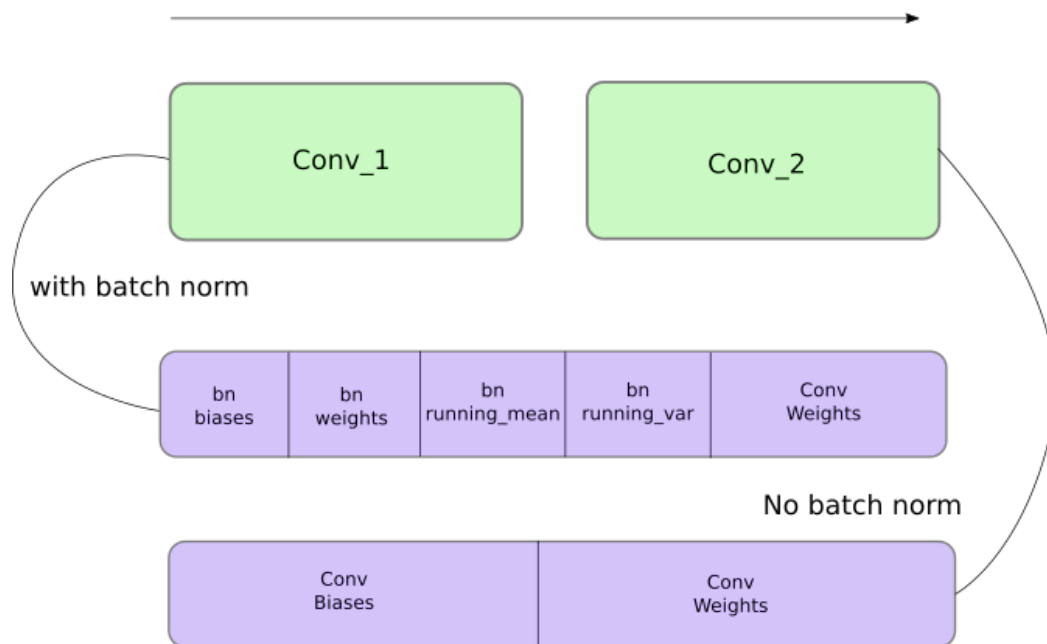 Conv_1
Conv_2
with batch norm
bn
biases
bn
weights
bn
running_mean
bn
running_var
Conv
Weights
No batch norm
Conv
Biases
Conv
Weights